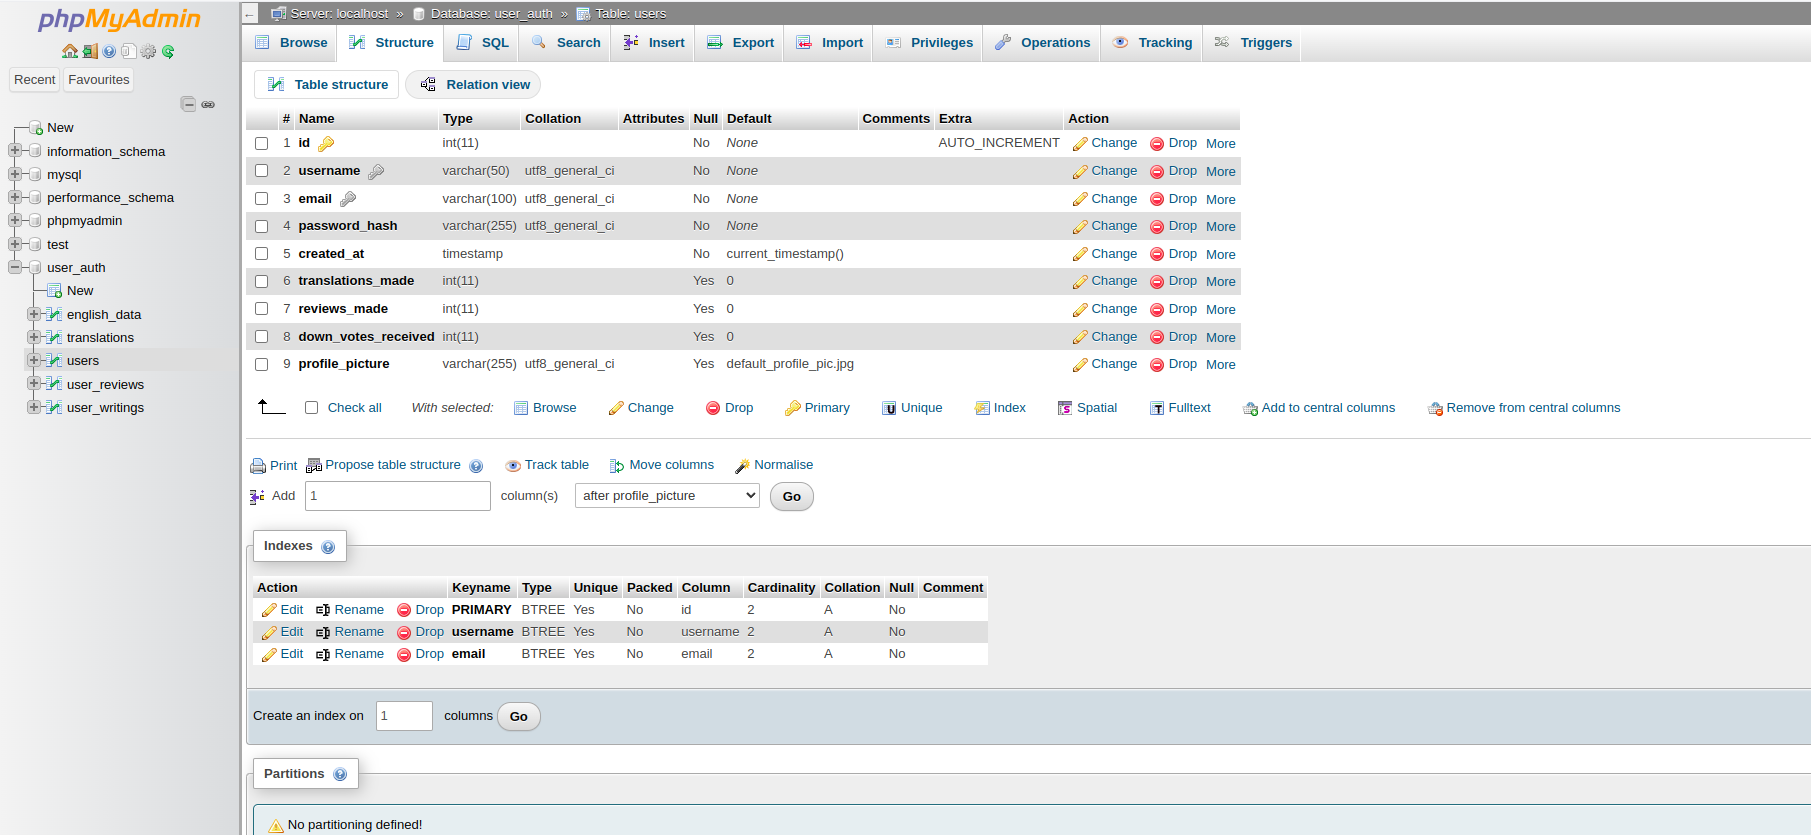 phpMyAdmin
Recent Favourites
New
information_schema
mysql
performance_schema
phpmyadmin
test
user_auth
New
english_data
translations
users
user_reviews
user_writings
← Server: localhost » Database: user_auth » Table: users
Browse Structure SQL Search Insert Export Import Privileges Operations Tracking Triggers
Table structure Relation view
# Name Type Collation Attributes Null Default Comments Extra Action
1 id int(11) No None AUTO_INCREMENT Change Drop More
2 username varchar(50) utf8_general_ci No None Change Drop More
3 email varchar(100) utf8_general_ci No None Change Drop More
4 password_hash varchar(255) utf8_general_ci No None Change Drop More
5 created_at timestamp No current_timestamp() Change Drop More
6 translations_made int(11) Yes 0 Change Drop More
7 reviews_made int(11) Yes 0 Change Drop More
8 down_votes_received int(11) Yes 0 Change Drop More
9 profile_picture varchar(255) utf8_general_ci Yes default_profile_pic.jpg Change Drop More
Check all With selected: Browse Change Drop Primary Unique Index Spatial Fulltext Add to central columns Remove from central columns
Print Propose table structure Track table Move columns Normalise
Add 1 column(s) after profile_picture Go
Indexes
Action Keyname Type Unique Packed Column Cardinality Collation Null Comment
Edit Rename Drop PRIMARY BTREE Yes No id 2 A No
Edit Rename Drop username BTREE Yes No username 2 A No
Edit Rename Drop email BTREE Yes No email 2 A No
Create an index on 1 columns Go
Partitions
No partitioning defined!